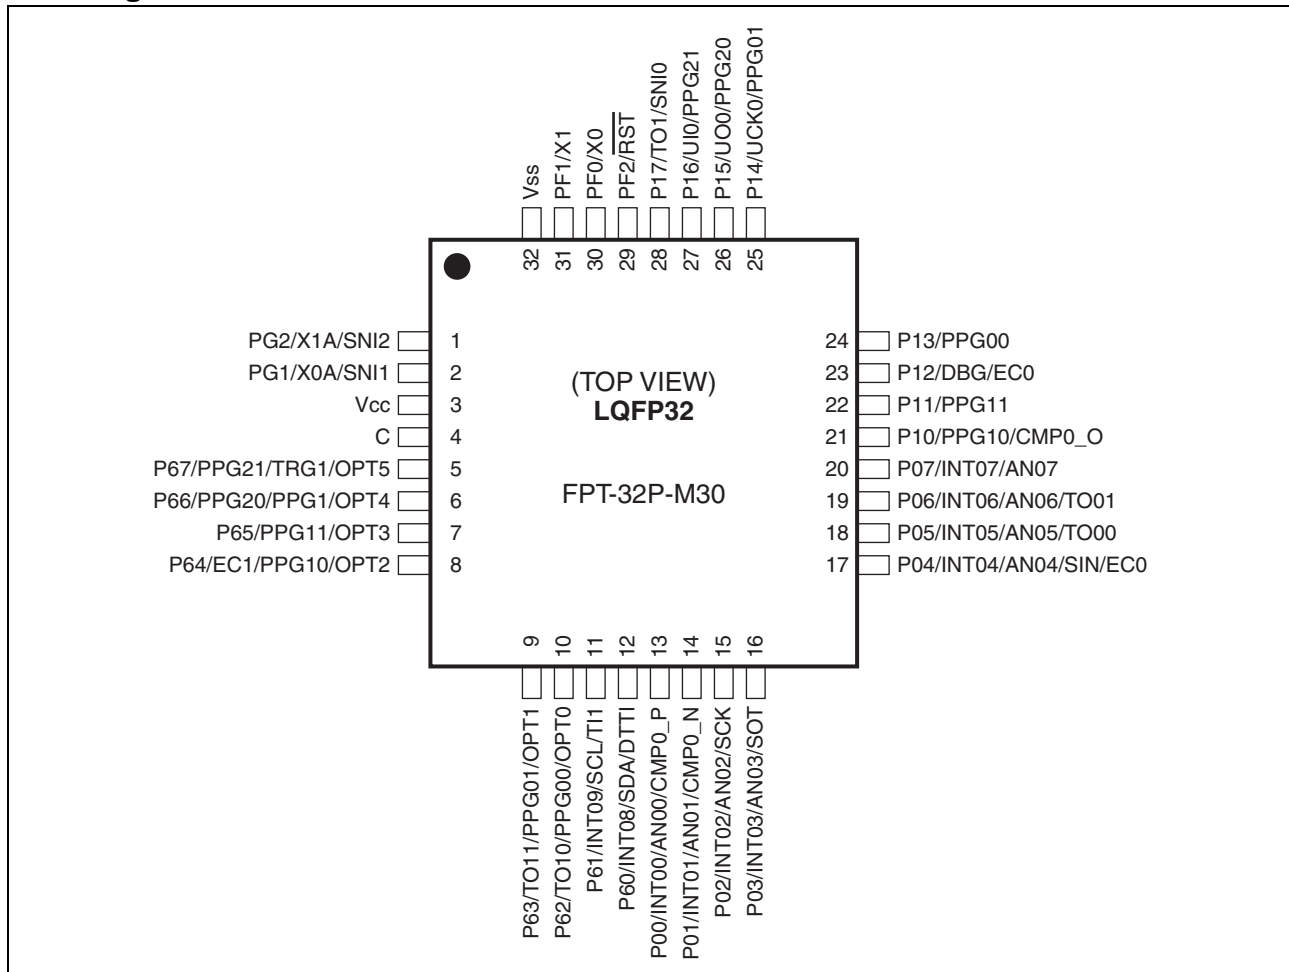 Vss
PF1/X1
PF0/X0
PF2/RST
P17/TO1/SNI0
P16/UI0/PPG21
P15/UO0/PPG20
P14/UCK0/PPG01
32
31
30
29
28
27
26
25
PG2/X1A/SNI2 1
PG1/X0A/SNI1 2
Vcc 3
C 4
P67/PPG21/TRG1/OPT5 5
P66/PPG20/PPG1/OPT4 6
P65/PPG11/OPT3 7
P64/EC1/PPG10/OPT2 8
(TOP VIEW)
LQFP32
FPT-32P-M30
24 P13/PPG00
23 P12/DBG/EC0
22 P11/PPG11
21 P10/PPG10/CMP0_O
20 P07/INT07/AN07
19 P06/INT06/AN06/TO01
18 P05/INT05/AN05/TO00
17 P04/INT04/AN04/SIN/EC0
9
10
11
12
13
14
15
16
P63/TO11/PPG01/OPT1
P62/TO10/PPG00/OPT0
P61/INT09/SCL/TI1
P60/INT08/SDA/DTTI
P00/INT00/AN00/CMP0_P
P01/INT01/AN01/CMP0_N
P02/INT02/AN02/SCK
P03/INT03/AN03/SOT